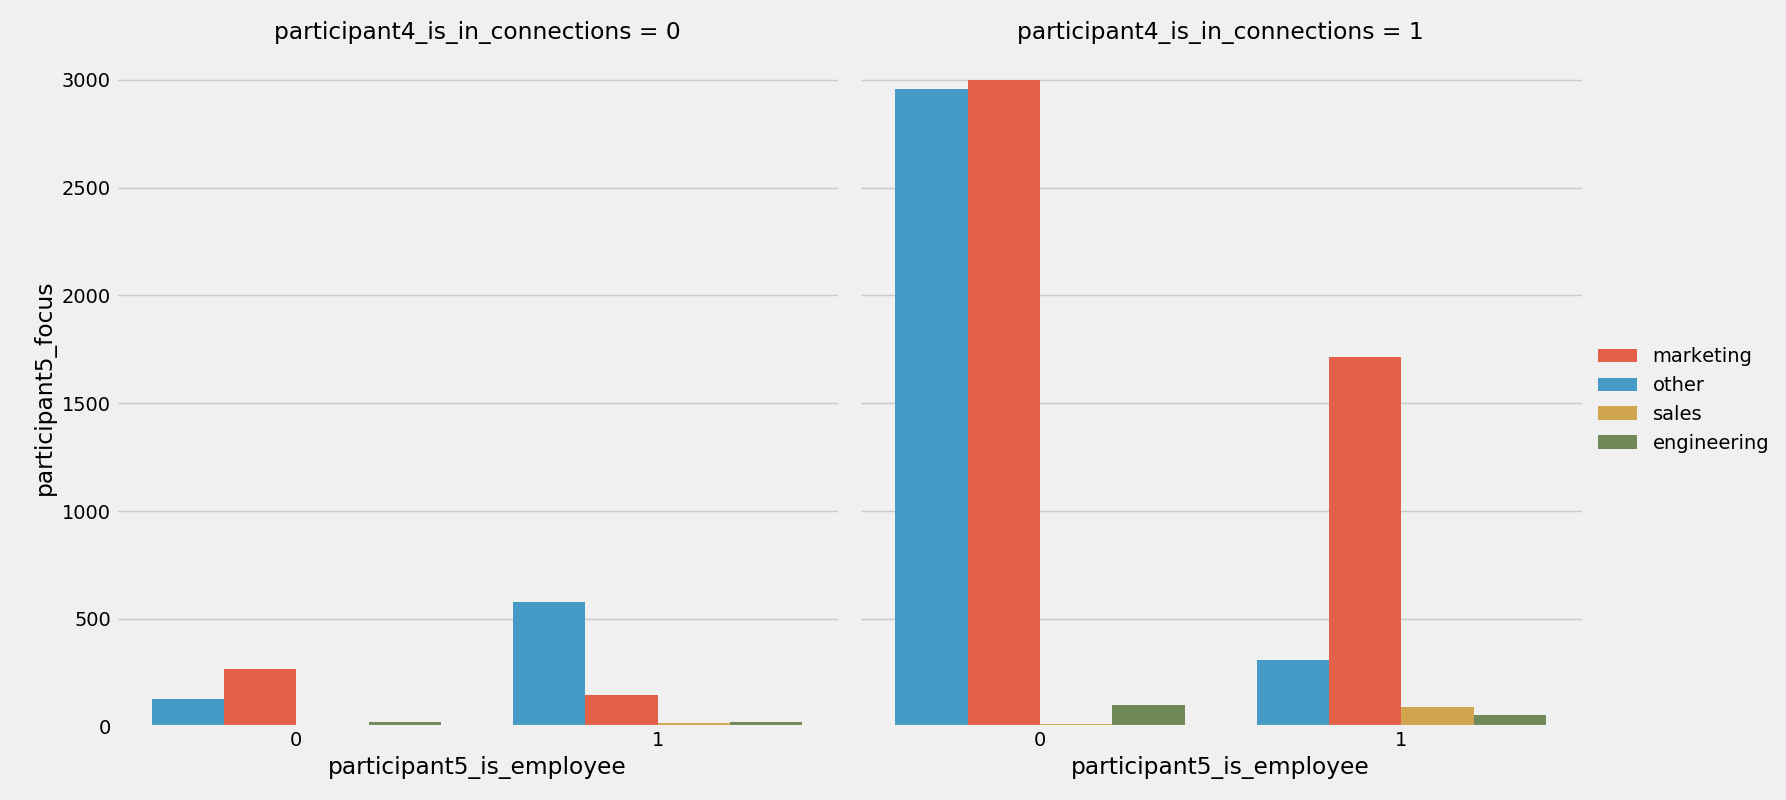 participant4_is_in_connections = 0
participant4_is_in_connections = 1
participant5_focus
3000
2500
2000
1500
1000
500
0
0 1
0 1
participant5_is_employee
participant5_is_employee
marketing
other
sales
engineering